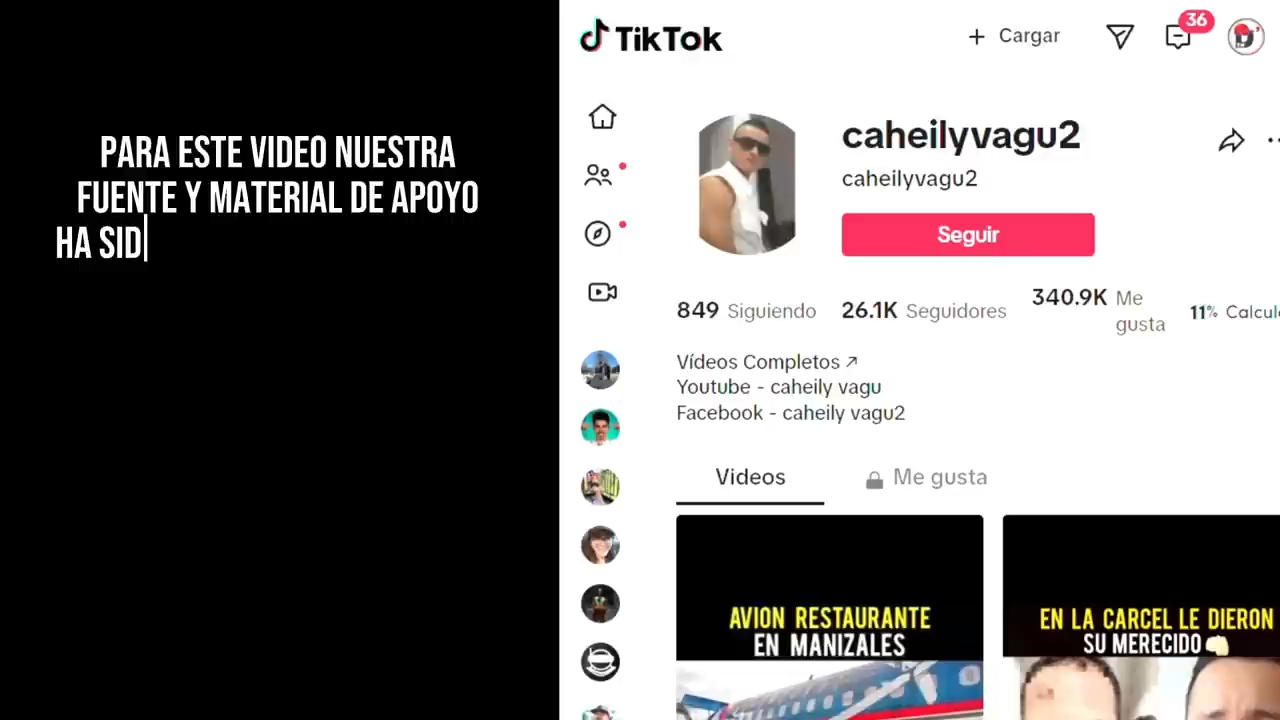 PARA ESTE VIDEO NUESTRA
FUENTE Y MATERIAL DE APOYO
HA SID
TikTok
+ Cargar
36
caheilyvagu2
caheilyvagu2
Seguir
849 Siguiendo
26.1K Seguidores
340.9K Me gusta
11% Calcul
Vídeos Completos ↗
Youtube - caheily vagu
Facebook - caheily vagu2
Videos
Me gusta
AVION RESTAURANTE
EN MANIZALES
EN LA CARCEL LE DIERON
SU MERECIDO👊🏻